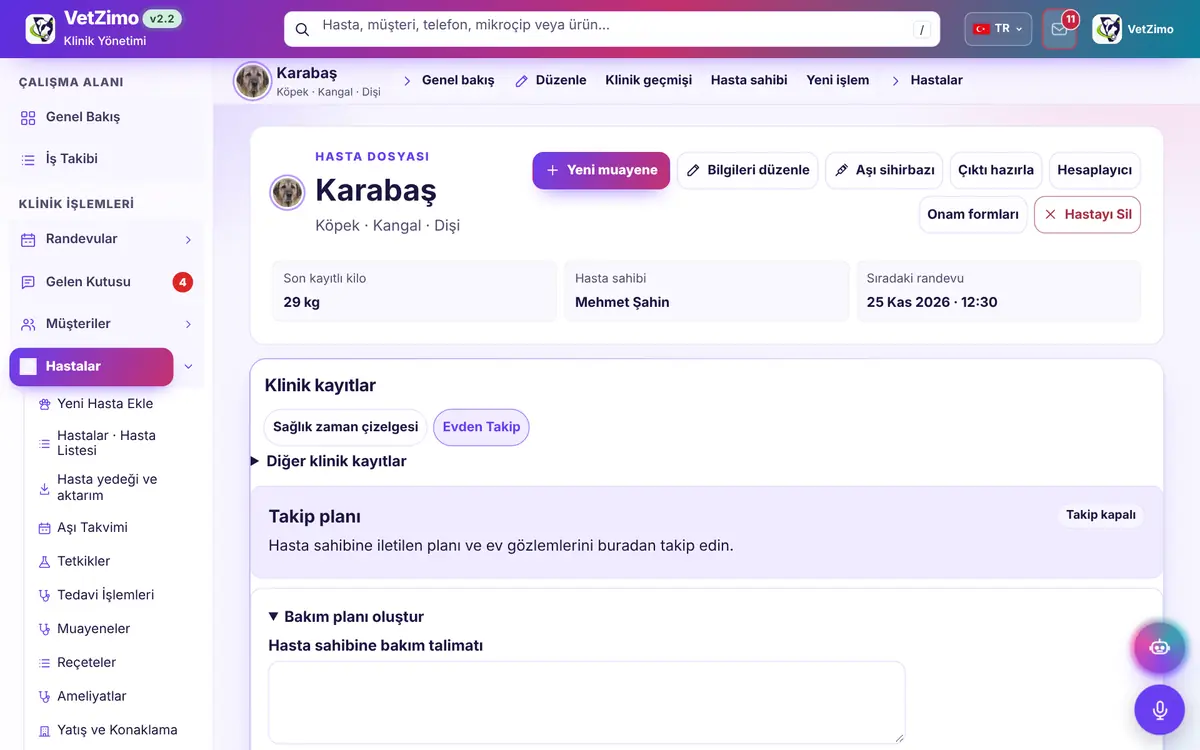 VetZimo v2.2
Klinik Yönetimi
Hasta, müşteri, telefon, mikroçip veya ürün...
/
TR
11
VetZimo
ÇALIŞMA ALANI
Genel Bakış
İş Takibi
KLİNİK İŞLEMLERİ
Randevular
Gelen Kutusu
4
Müşteriler
Hastalar
Yeni Hasta Ekle
Hastalar · Hasta
Listesi
Hasta yedeği ve
aktarım
Aşı Takvimi
Tetkikler
Tedavi İşlemleri
Muayeneler
Reçeteler
Ameliyatlar
Yatış ve Konaklama
Karabaş
Köpek · Kangal · Dişi
Genel bakış
Düzenle
Klinik geçmişi
Hasta sahibi
Yeni işlem
Hastalar
HASTA DOSYASI
Karabaş
Köpek · Kangal · Dişi
Yeni muayene
Bilgileri düzenle
Aşı sihirbazı
Çıktı hazırla
Hesaplayıcı
Onam formları
Hastayı Sil
Son kayıtlı kilo
29 kg
Hasta sahibi
Mehmet Şahin
Sıradaki randevu
25 Kas 2026 · 12:30
Klinik kayıtlar
Sağlık zaman çizelgesi
Evden Takip
Diğer klinik kayıtlar
Takip planı
Takip kapalı
Hasta sahibine iletilen planı ve ev gözlemlerini buradan takip edin.
Bakım planı oluştur
Hasta sahibine bakım talimatı